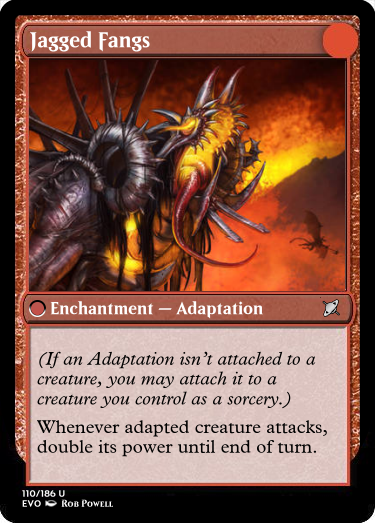 Jagged Fangs
Enchantment — Adaptation
(If an Adaptation isn't attached to a
creature, you may attach it to a
creature you control as a sorcery.)
Whenever adapted creature attacks,
double its power until end of turn.
110/186 U
EVO Rob Powell